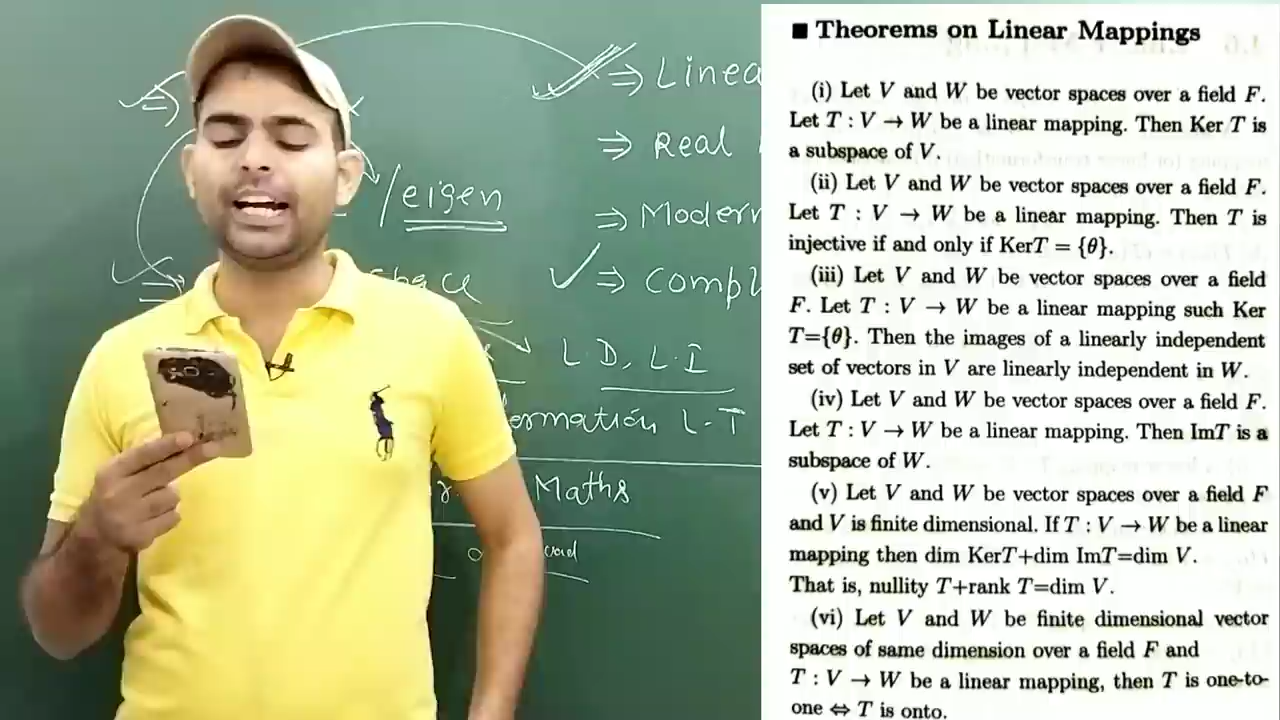 ⇒ Linea
⇒ Real
/eigen
⇒ Modern
space
⇒ Compl
L.D, L.I
ormation L-T
Maths
■ Theorems on Linear Mappings
(i) Let V and W be vector spaces over a field F.
Let T : V → W be a linear mapping. Then Ker T is
a subspace of V.
(ii) Let V and W be vector spaces over a field F.
Let T : V → W be a linear mapping. Then T is
injective if and only if KerT = {θ}.
(iii) Let V and W be vector spaces over a field
F. Let T : V → W be a linear mapping such Ker
T={θ}. Then the images of a linearly independent
set of vectors in V are linearly independent in W.
(iv) Let V and W be vector spaces over a field F.
Let T : V → W be a linear mapping. Then ImT is a
subspace of W.
(v) Let V and W be vector spaces over a field F
and V is finite dimensional. If T : V → W be a linear
mapping then dim KerT+dim ImT=dim V.
That is, nullity T+rank T=dim V.
(vi) Let V and W be finite dimensional vector
spaces of same dimension over a field F and
T : V → W be a linear mapping, then T is one-to-
one ⇔ T is onto.